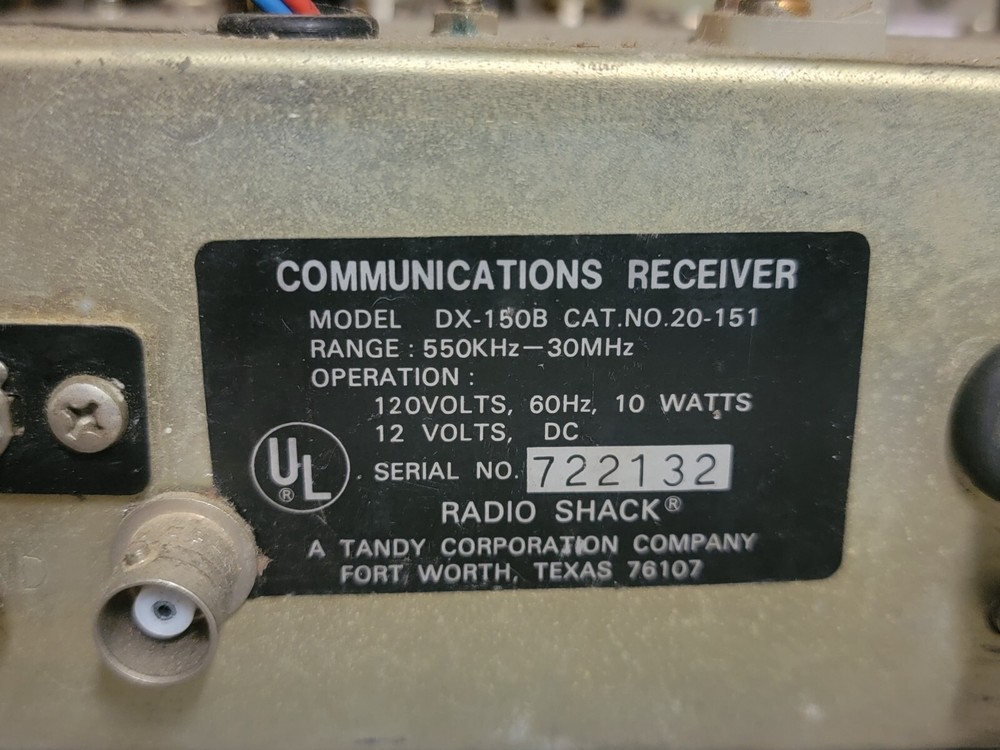 COMMUNICATIONS RECEIVER
MODEL DX-150B CAT.NO.20-151
RANGE : 550KHz—30MHz
OPERATION :
120VOLTS, 60Hz, 10 WATTS
12 VOLTS, DC
UL® SERIAL NO. 722132
RADIO SHACK®
A TANDY CORPORATION COMPANY
FORT WORTH, TEXAS 76107